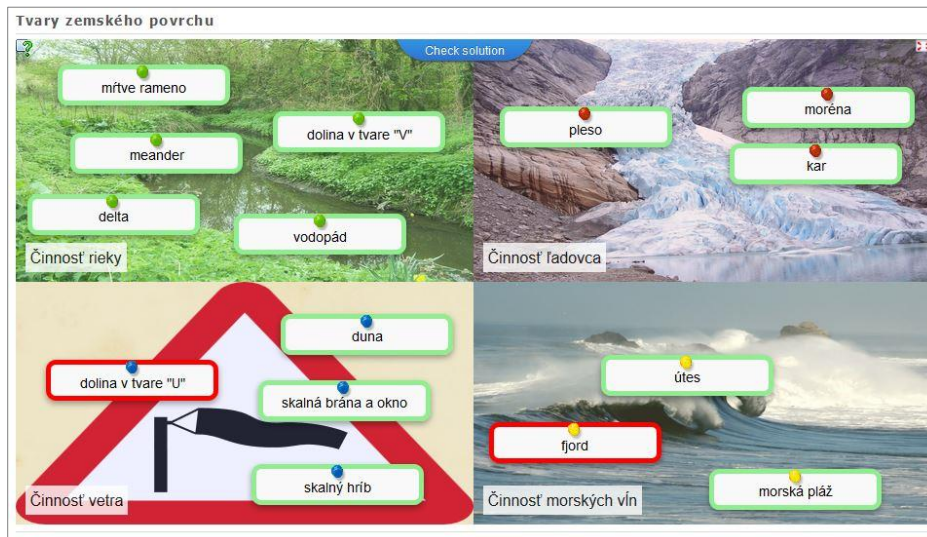 Tvary zemského povrchu
Check solution
mŕtve rameno
dolina v tvare "V"
meander
delta
vodopád
Činnosť rieky
moréna
pleso
kar
Činnosť ľadovca
duna
dolina v tvare "U"
skalná brána a okno
skalný hríb
Činnosť vetra
útes
fjord
morská pláž
Činnosť morských vĺn